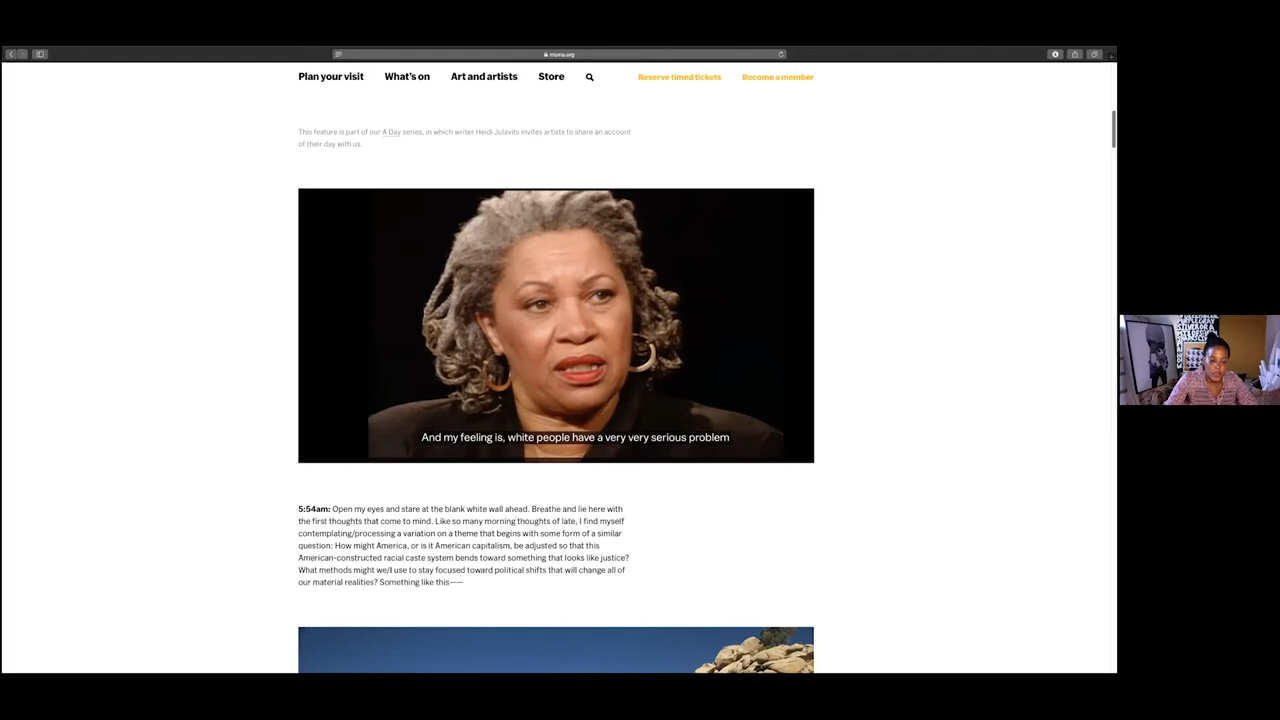 moma.org
Plan your visit What's on Art and artists Store Reserve timed tickets Become a member
This feature is part of our A Day series, in which writer Heidi Julavits invites artists to share an account
of their day with us.
And my feeling is, white people have a very very serious problem
5:54am: Open my eyes and stare at the blank white wall ahead. Breathe and lie here with
the first thoughts that come to mind. Like so many morning thoughts of late, I find myself
contemplating/processing a variation on a theme that begins with some form of a similar
question: How might America, or is it American capitalism, be adjusted so that this
American-constructed racial caste system bends toward something that looks like justice?
What methods might we/I use to stay focused toward political shifts that will change all of
our material realities? Something like this——